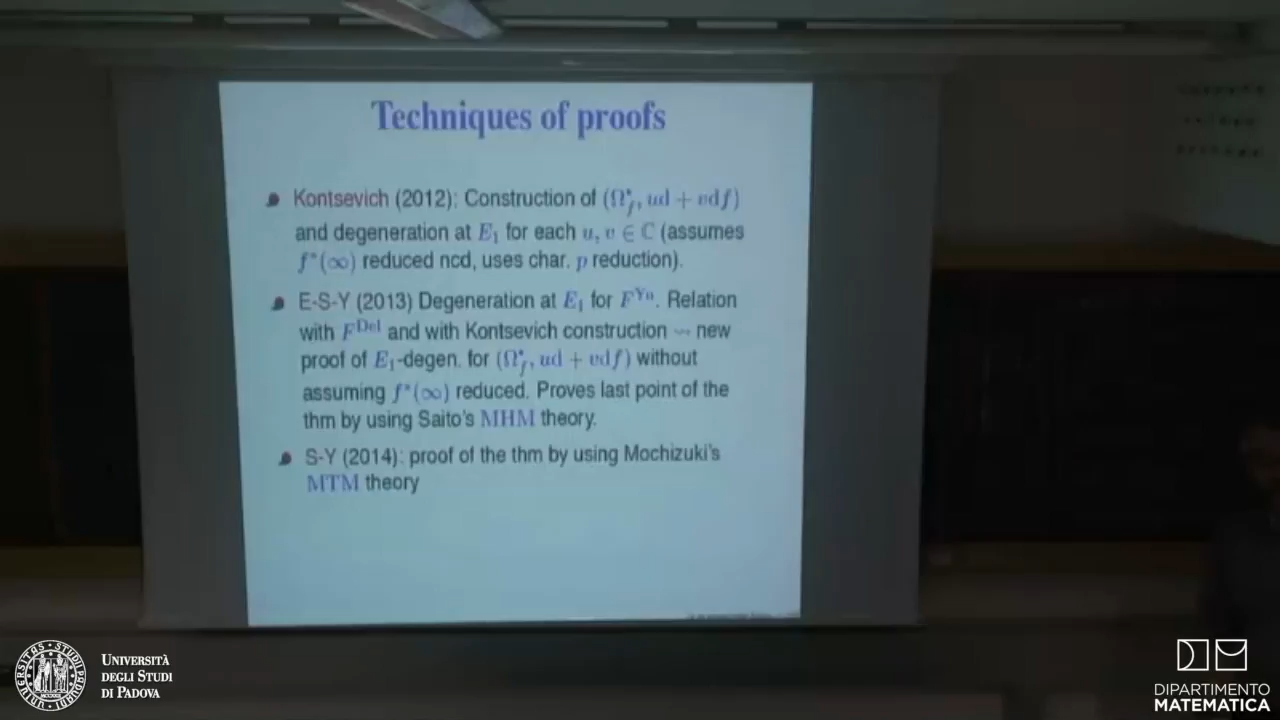 Techniques of proofs
Kontsevich (2012): Construction of (Ω•f, ud + vdf)
and degeneration at E1 for each u, v ∈ ℂ (assumes
f*(∞) reduced ncd, uses char. p reduction).
E-S-Y (2013) Degeneration at E1 for F^Yu. Relation
with F^Del and with Kontsevich construction ⇝ new
proof of E1-degen. for (Ω•f, ud + vdf) without
assuming f*(∞) reduced. Proves last point of the
thm by using Saito's MHM theory.
S-Y (2014): proof of the thm by using Mochizuki's
MTM theory
UNIVERSITÀ
DEGLI STUDI
DI PADOVA
DIPARTIMENTO
MATEMATICA